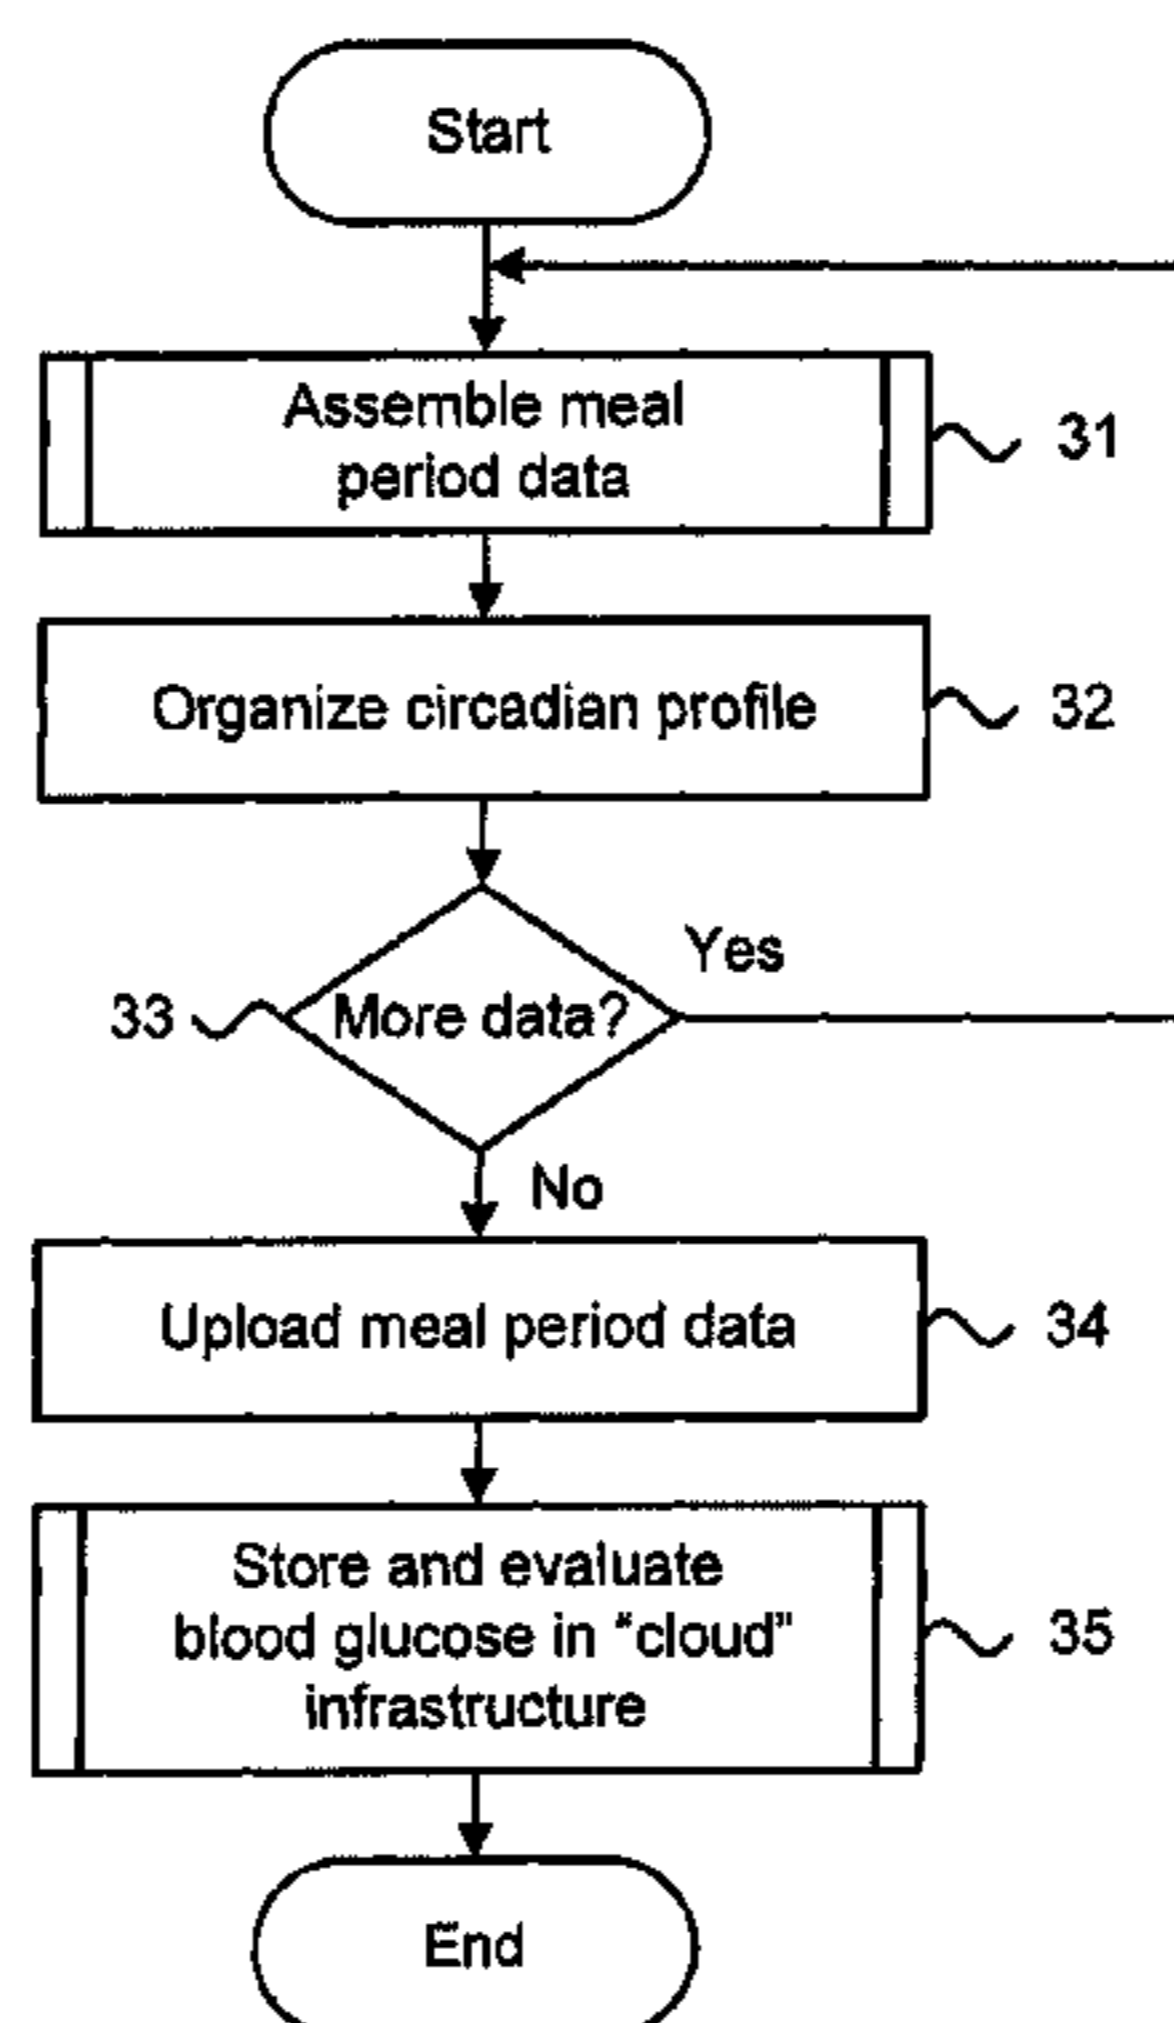 Start
Assemble meal
period data
31
Organize circadian profile
32
Yes
33
More data?
No
Upload meal period data
34
Store and evaluate
blood glucose in “cloud”
infrastructure
35
End